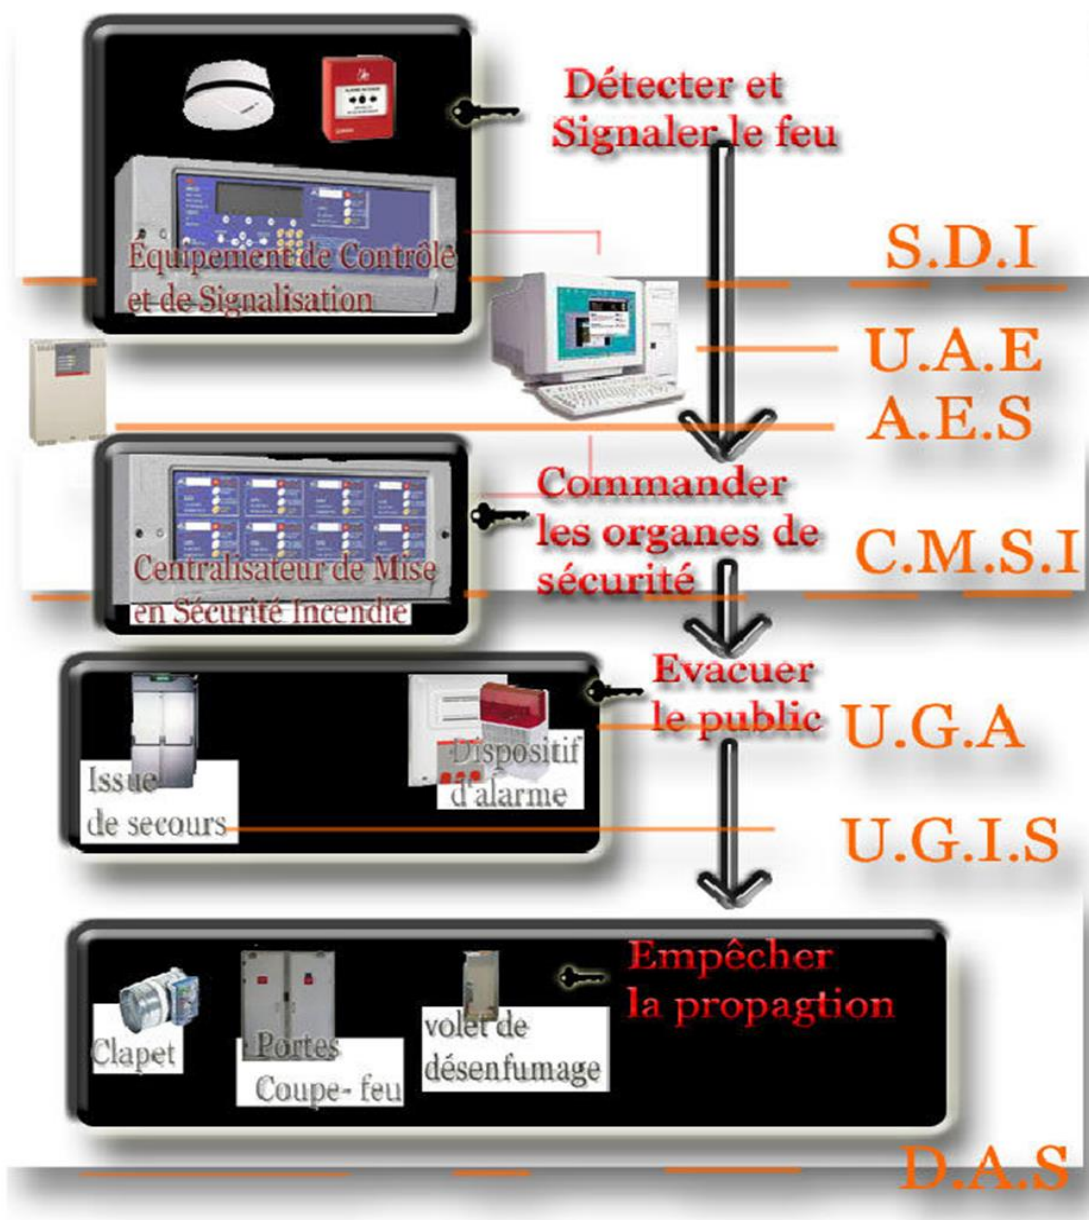 Détecter et
Signaler le feu
Équipement de Contrôle
et de Signalisation
S.D.I
U.A.E
A.E.S
Commander
les organes de
sécurité
C.M.S.I
Centralisateur de Mise
en Sécurité Incendie
Evacuer
le public
U.G.A
Issue
de secours
Dispositif
d'alarme
U.G.I.S
Empêcher
la propagtion
Clapet
Portes
Coupe- feu
volet de
désenfumage
D.A.S